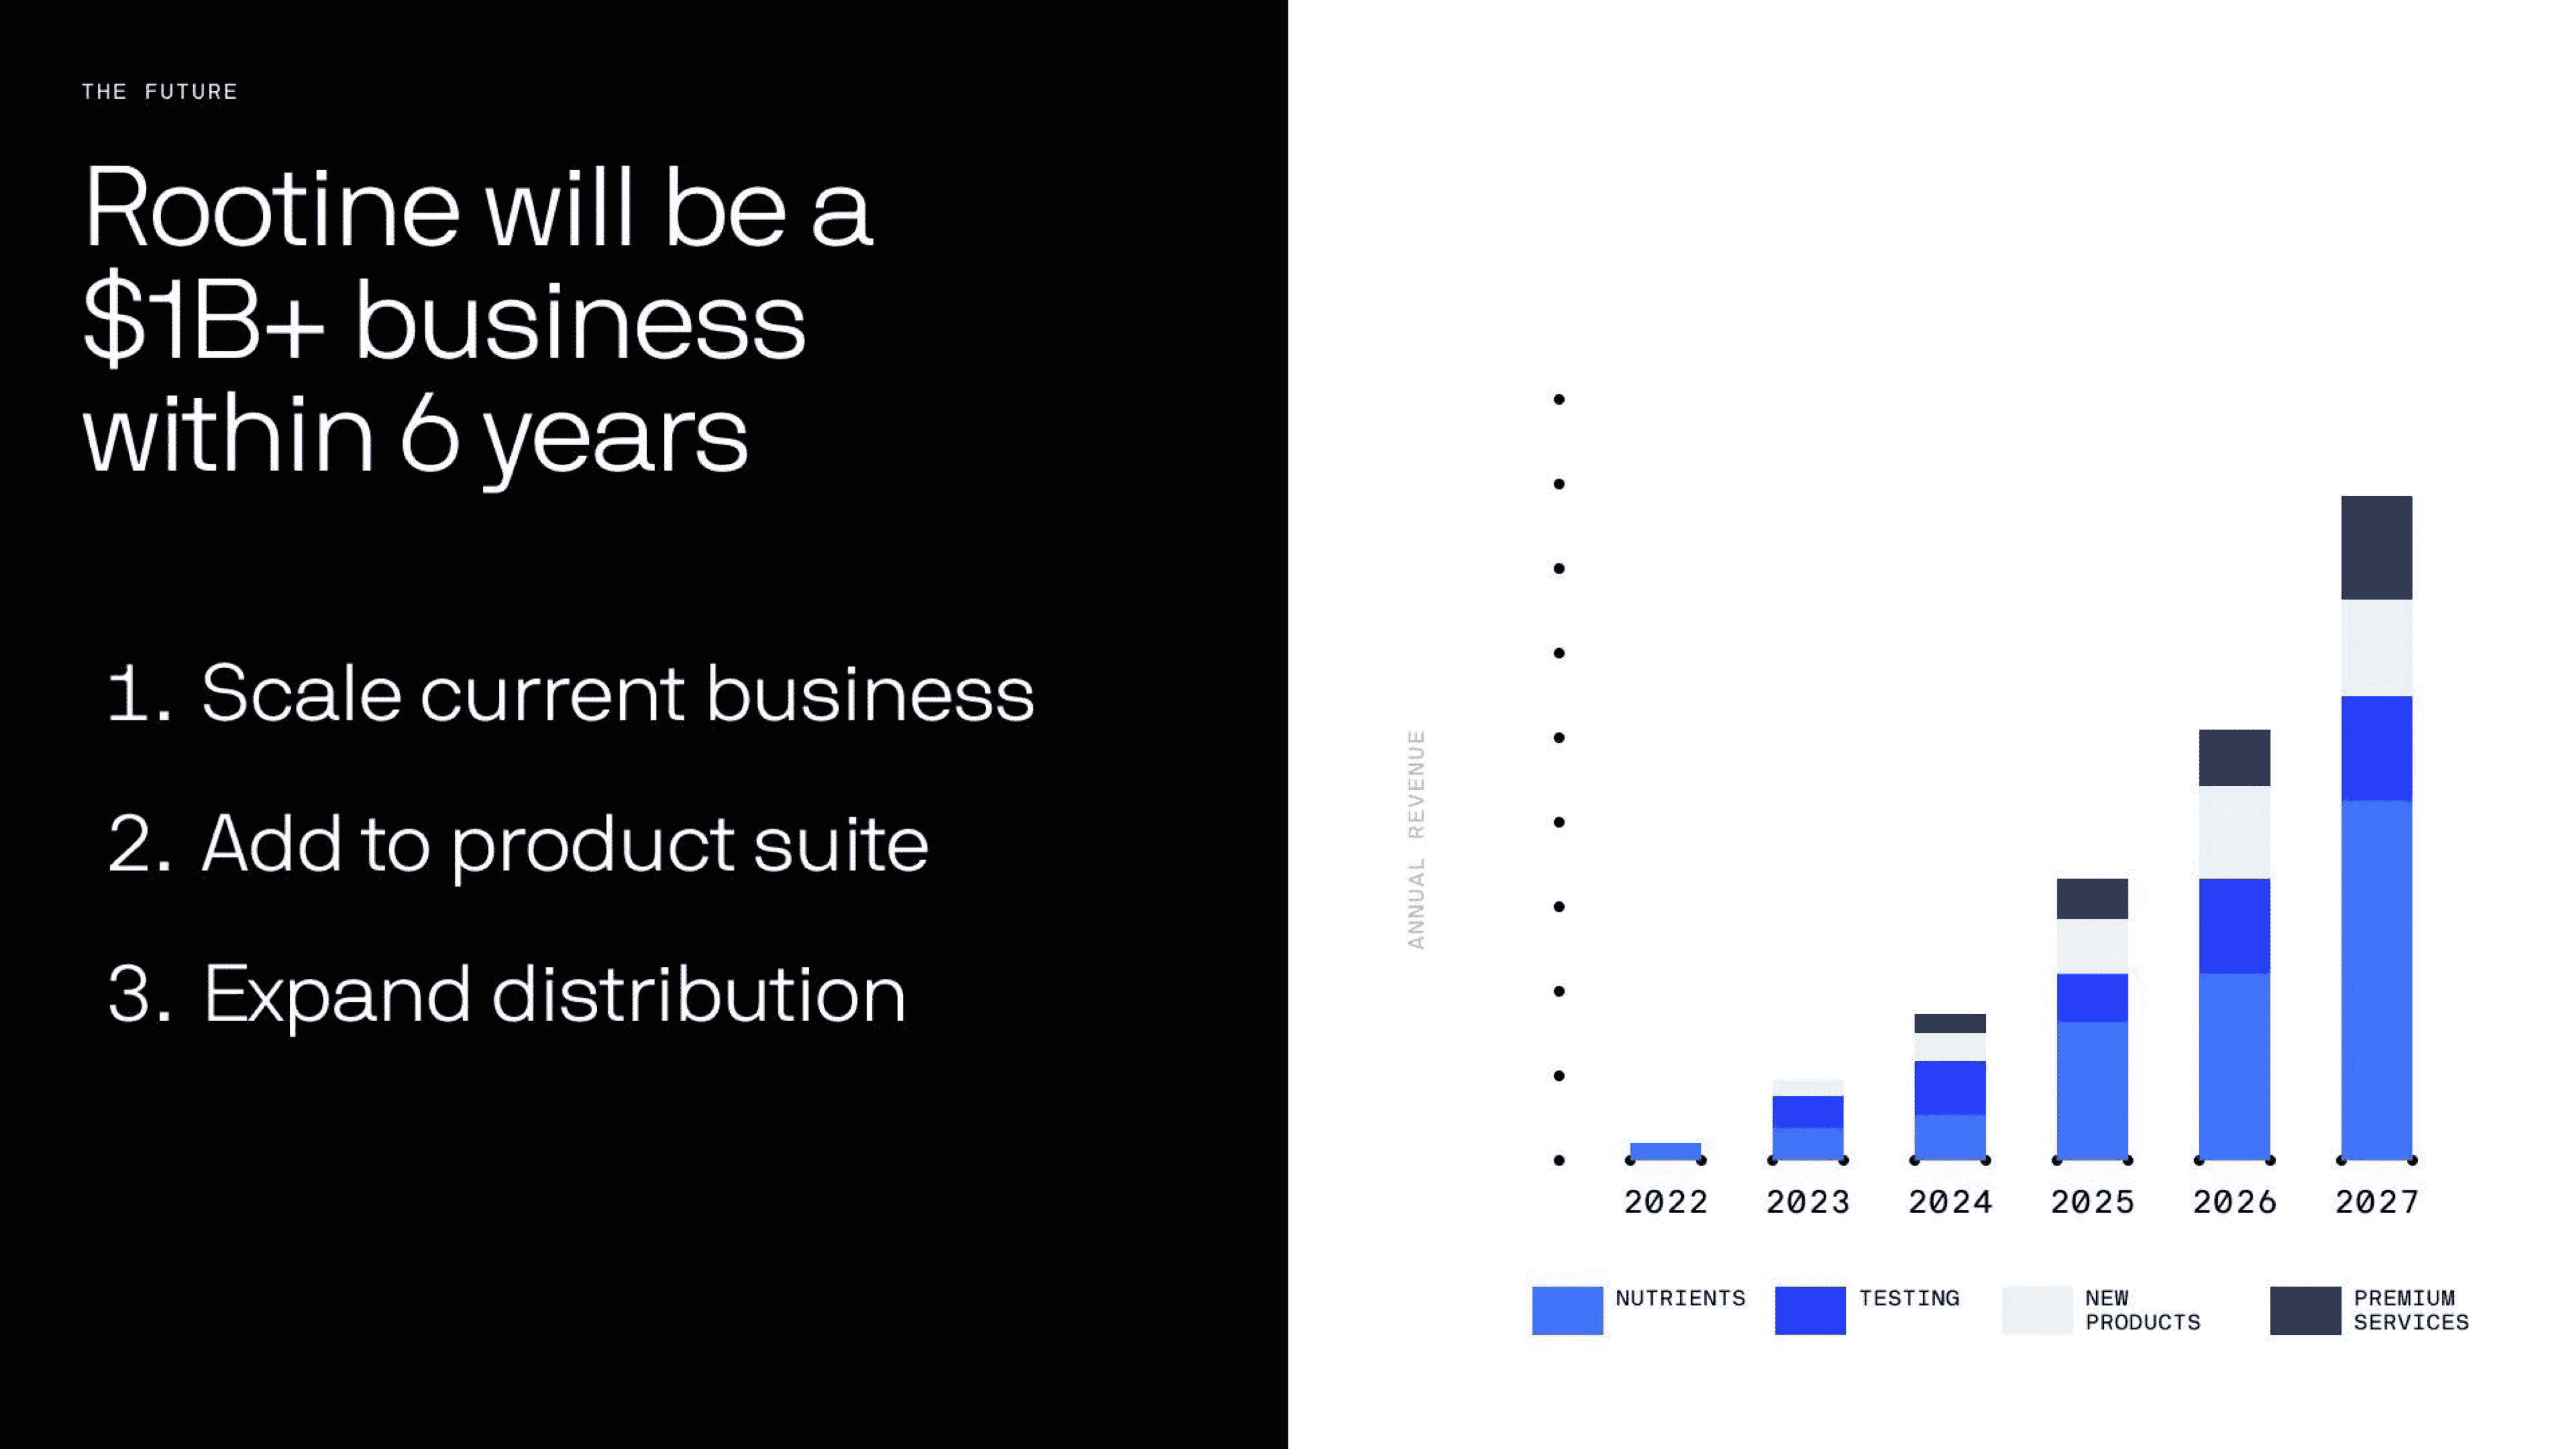 THE FUTURE
Rootine will be a
$1B+ business
within 6 years
1. Scale current business
2. Add to product suite
3. Expand distribution
ANNUAL REVENUE
2022 2023 2024 2025 2026 2027
NUTRIENTS TESTING NEW PREMIUM
PRODUCTS SERVICES